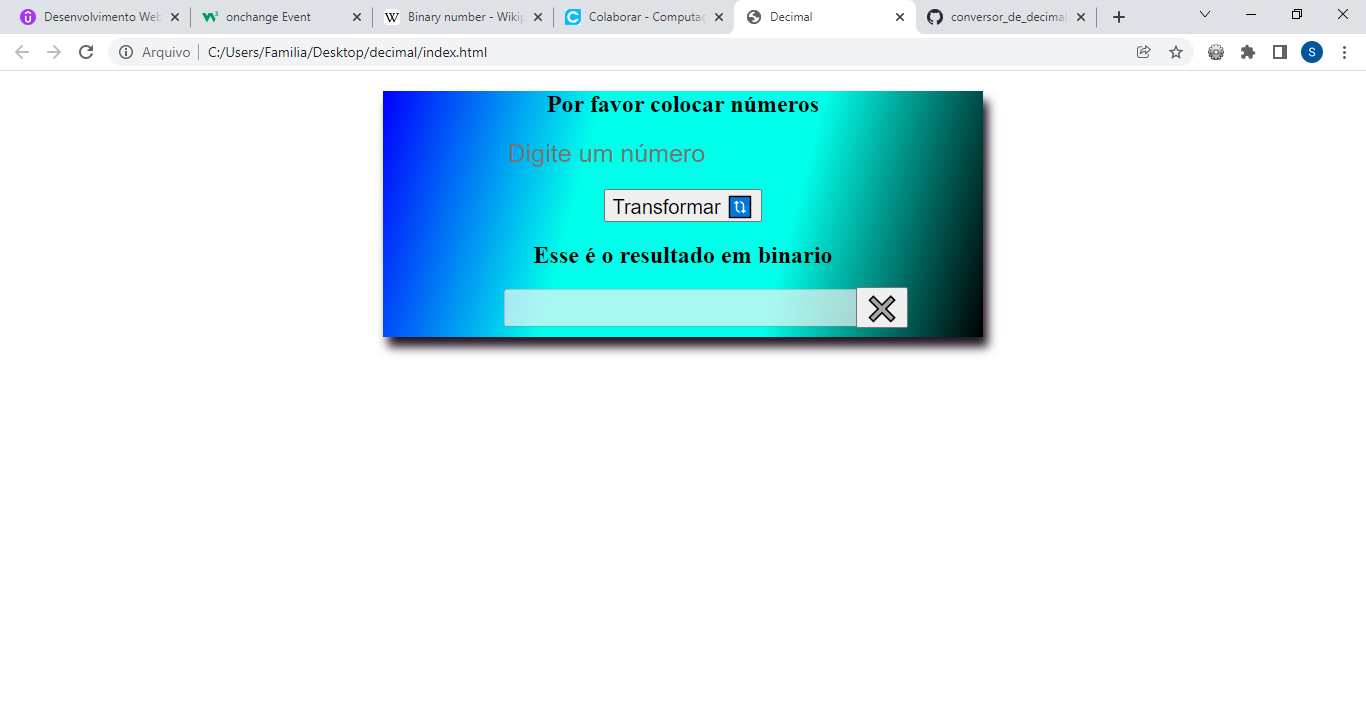 Desenvolvimento Web
onchange Event
Binary number - Wikip
Colaborar - Computaç
Decimal
conversor_de_decimal
Arquivo
C:/Users/Familia/Desktop/decimal/index.html
S
Por favor colocar números
Digite um número
Transformar
Esse é o resultado em binario